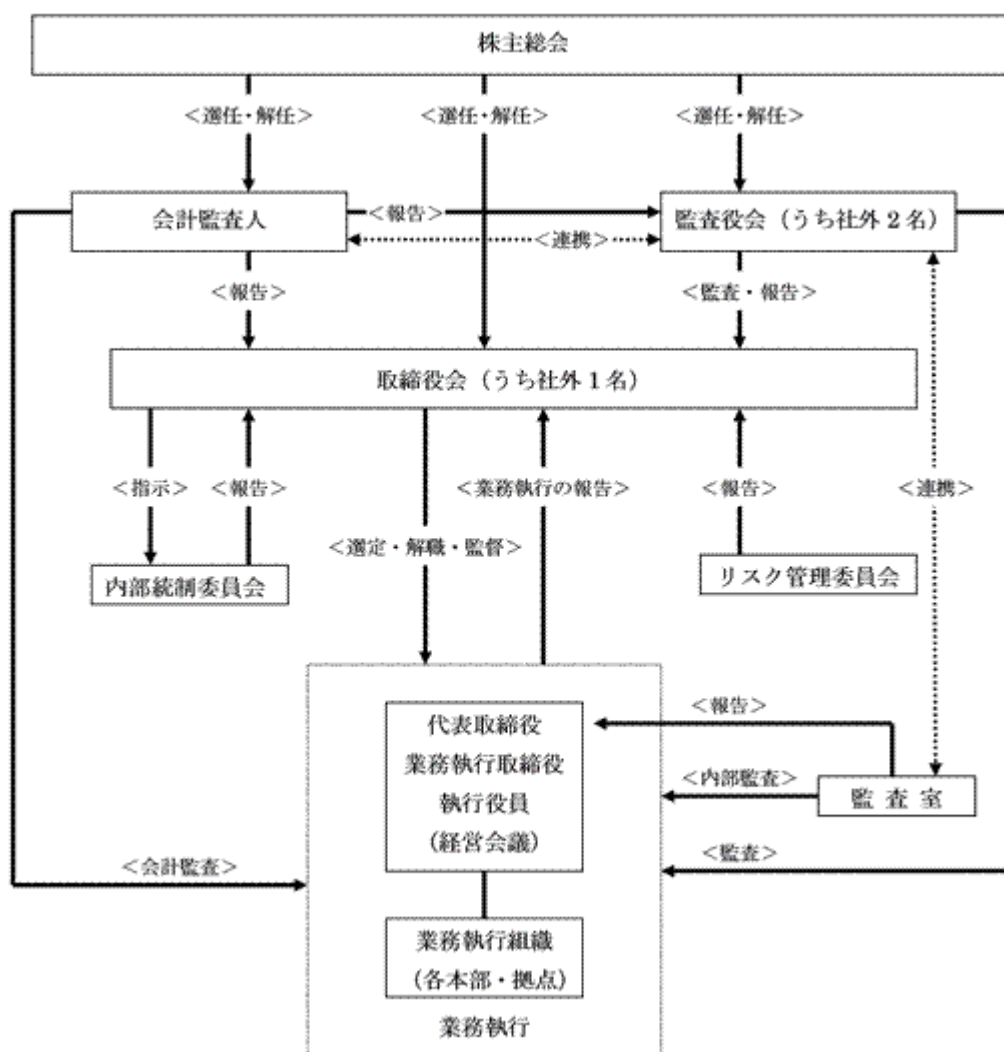 株主総会
＜選任・解任＞
＜選任・解任＞
＜選任・解任＞
会計監査人
＜報告＞
監査役会（うち社外２名）
＜連携＞
＜報告＞
＜監査・報告＞
取締役会（うち社外１名）
＜指示＞
＜報告＞
＜業務執行の報告＞
＜報告＞
＜連携＞
＜選定・解職・監督＞
内部統制委員会
リスク管理委員会
代表取締役
業務執行取締役
執行役員
（経営会議）
＜報告＞
＜内部監査＞
監 査 室
＜監査＞
＜会計監査＞
業務執行組織
（各本部・拠点）
業務執行